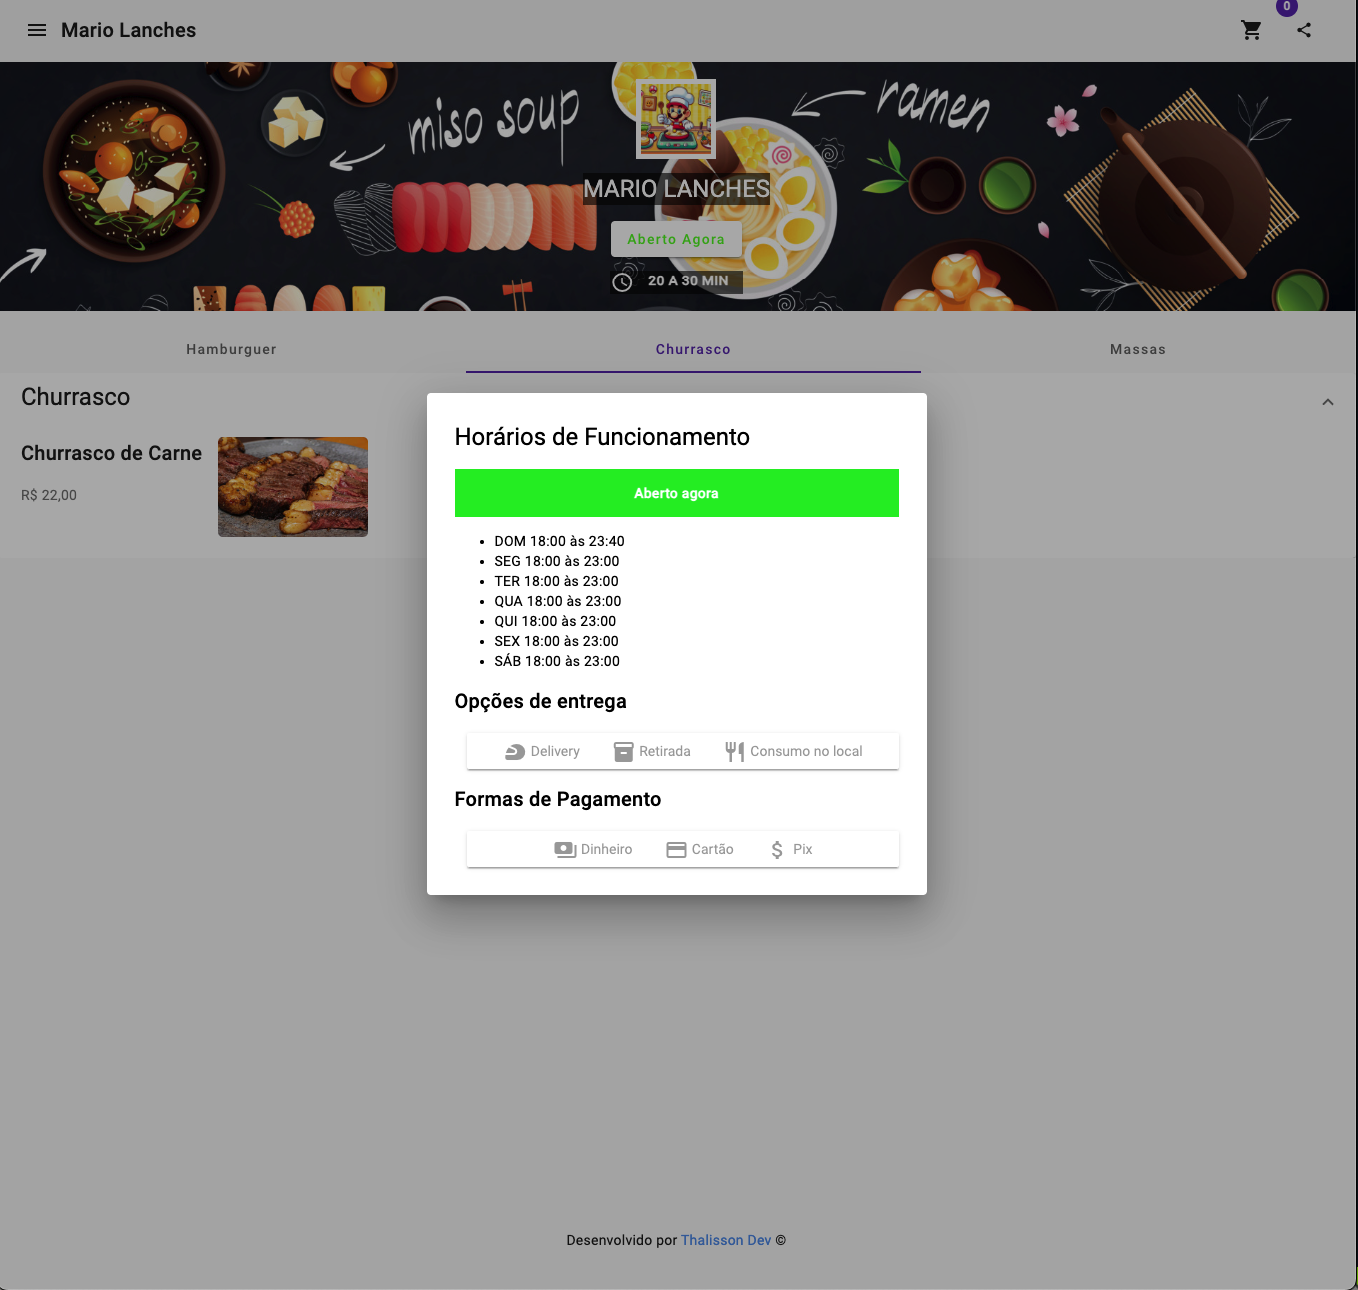 Mario Lanches
0
miso soup
ramen
MARIO LANCHES
Aberto Agora
20 A 30 MIN
Hamburguer
Churrasco
Massas
Churrasco
Churrasco de Carne
R$ 22,00
Horários de Funcionamento
Aberto agora
DOM 18:00 às 23:40
SEG 18:00 às 23:00
TER 18:00 às 23:00
QUA 18:00 às 23:00
QUI 18:00 às 23:00
SEX 18:00 às 23:00
SÁB 18:00 às 23:00
Opções de entrega
Delivery Retirada Consumo no local
Formas de Pagamento
Dinheiro Cartão Pix
Desenvolvido por Thalisson Dev ©